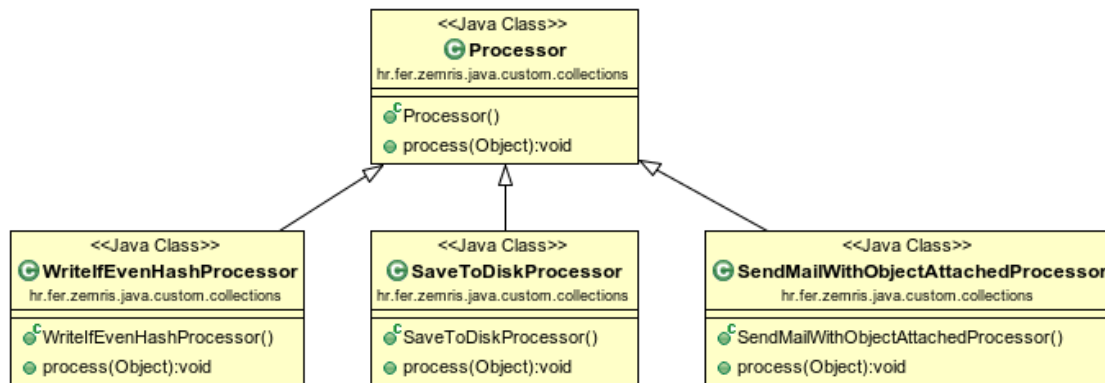 <<Java Class>>
Processor
hr.fer.zemris.java.custom.collections
Processor()
process(Object):void
<<Java Class>>
WriteIfEvenHashProcessor
hr.fer.zemris.java.custom.collections
WriteIfEvenHashProcessor()
process(Object):void
<<Java Class>>
SaveToDiskProcessor
hr.fer.zemris.java.custom.collections
SaveToDiskProcessor()
process(Object):void
<<Java Class>>
SendMailWithObjectAttachedProcessor
hr.fer.zemris.java.custom.collections
SendMailWithObjectAttachedProcessor()
process(Object):void